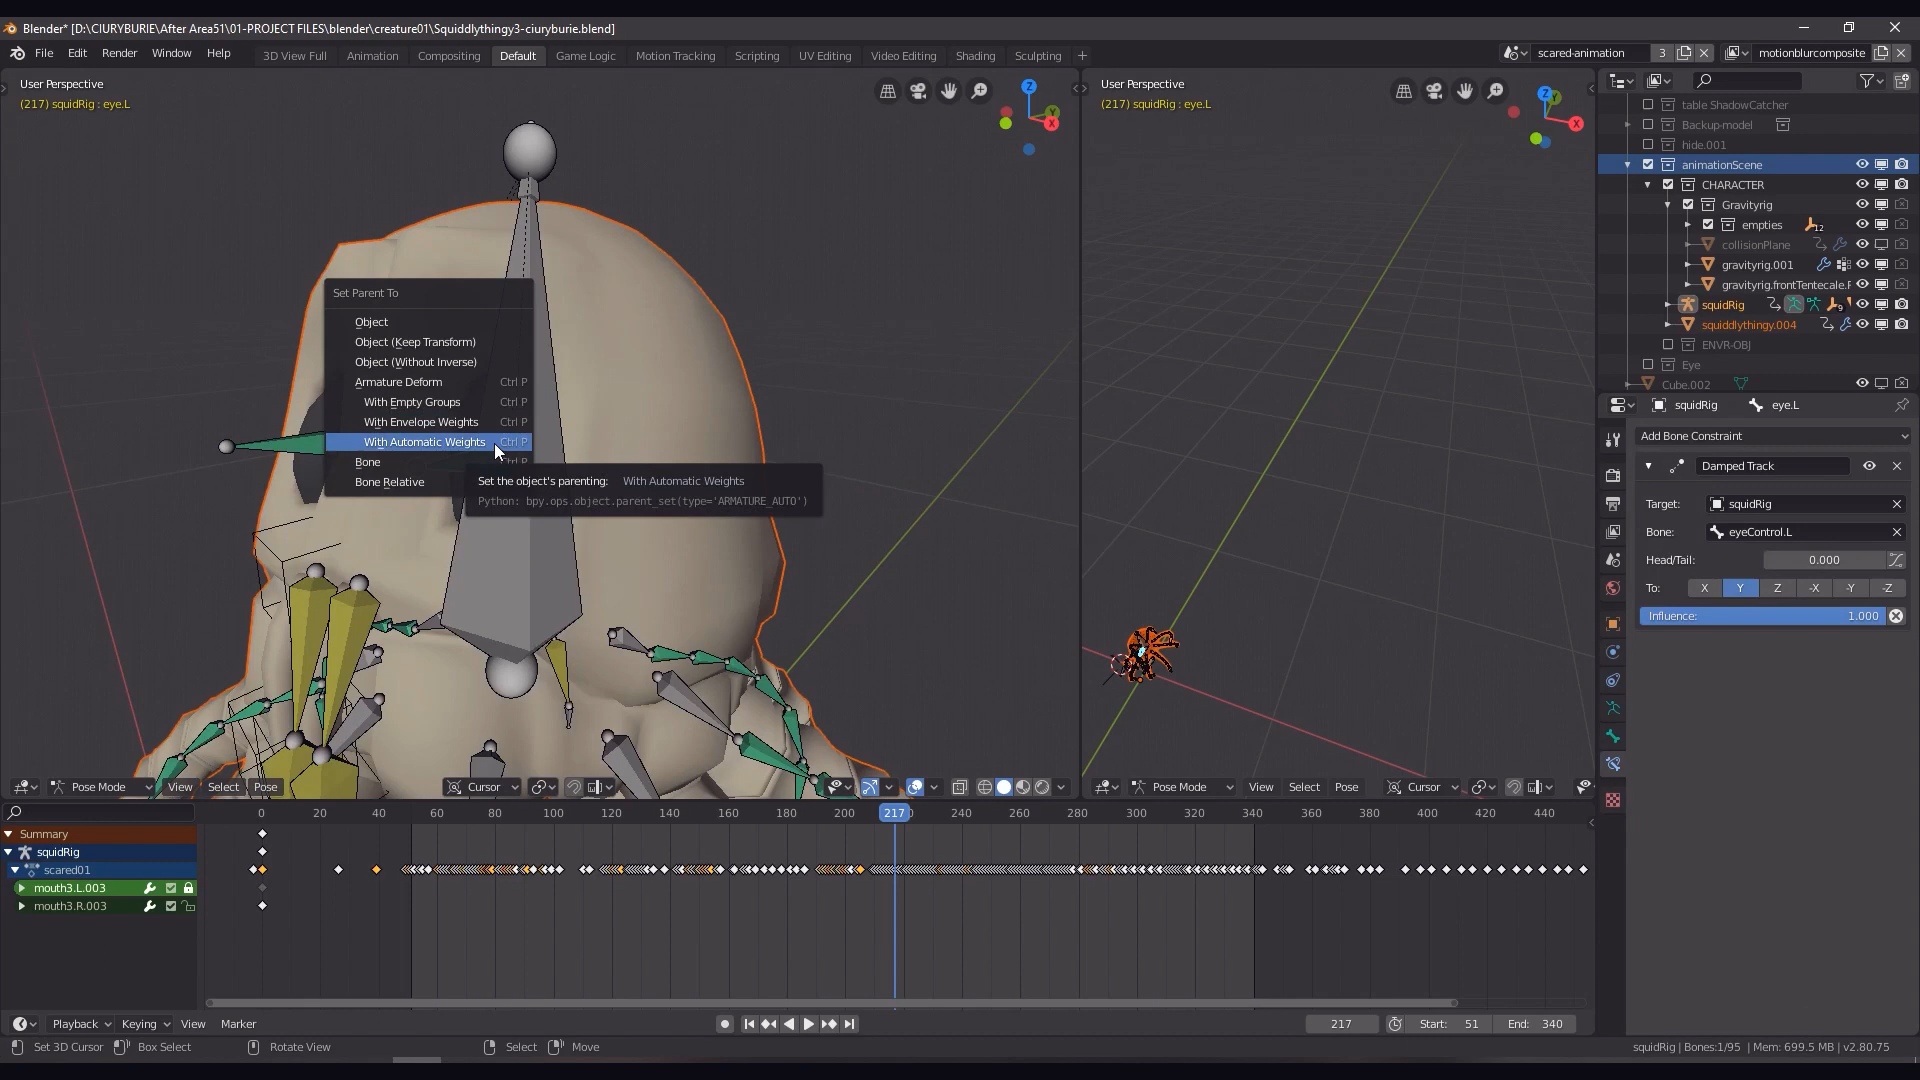 Blender* [D:\CIURYBURIE\After Area51\01-PROJECT FILES\blender\creature01\Squiddlythingy3-ciuryburie.blend]
File Edit Render Window Help 3D View Full Animation Compositing Default Game Logic Motion Tracking Scripting UV Editing Video Editing Shading Sculpting + scared-animation 3 motionblurcomposite
User Perspective
(217) squidRig : eye.L
Z
Y
X
User Perspective
(217) squidRig : eye.L
Z
Y
X
table ShadowCatcher
Backup-model
hide.001
animationScene
CHARACTER
Gravityrig
empties 12
collisionPlane
gravityrig.001
gravityrig.frontTentecale.F
squidRig 9
squiddlythingy.004
ENVR-OBJ
Eye
Cube.002
Set Parent To
Object
Object (Keep Transform)
Object (Without Inverse)
Armature Deform Ctrl P
With Empty Groups Ctrl P
With Envelope Weights Ctrl P
With Automatic Weights Ctrl P
Bone Ctrl P
Bone Relative
Set the object's parenting: With Automatic Weights
Python: bpy.ops.object.parent_set(type='ARMATURE_AUTO')
squidRig eye.L
Add Bone Constraint
Damped Track
Target: squidRig
Bone: eyeControl.L
Head/Tail: 0.000
To: X Y Z -X -Y -Z
Influence: 1.000
Pose Mode View Select Pose Cursor
Pose Mode View Select Pose Cursor
0 20 40 60 80 100 120 140 160 180 200 217 240 260 280 300 320 340 360 380 400 420 440
Summary
squidRig
scared01
mouth3.L.003
mouth3.R.003
Playback Keying View Marker 217 Start: 51 End: 340
Set 3D Cursor Box Select Rotate View Select Move squidRig | Bones:1/95 | Mem: 699.5 MB | v2.80.75